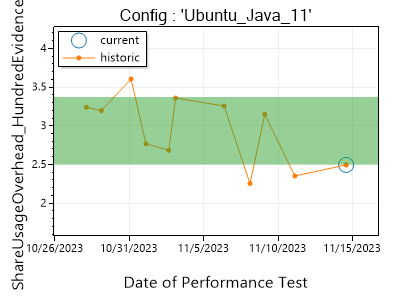 Config : 'Ubuntu_Java_11'
current
historic
ShareUsageOverhead_HundredEvidence
4
3.5
3
2.5
2
10/26/2023
10/31/2023
11/5/2023
11/10/2023
11/15/2023
Date of Performance Test